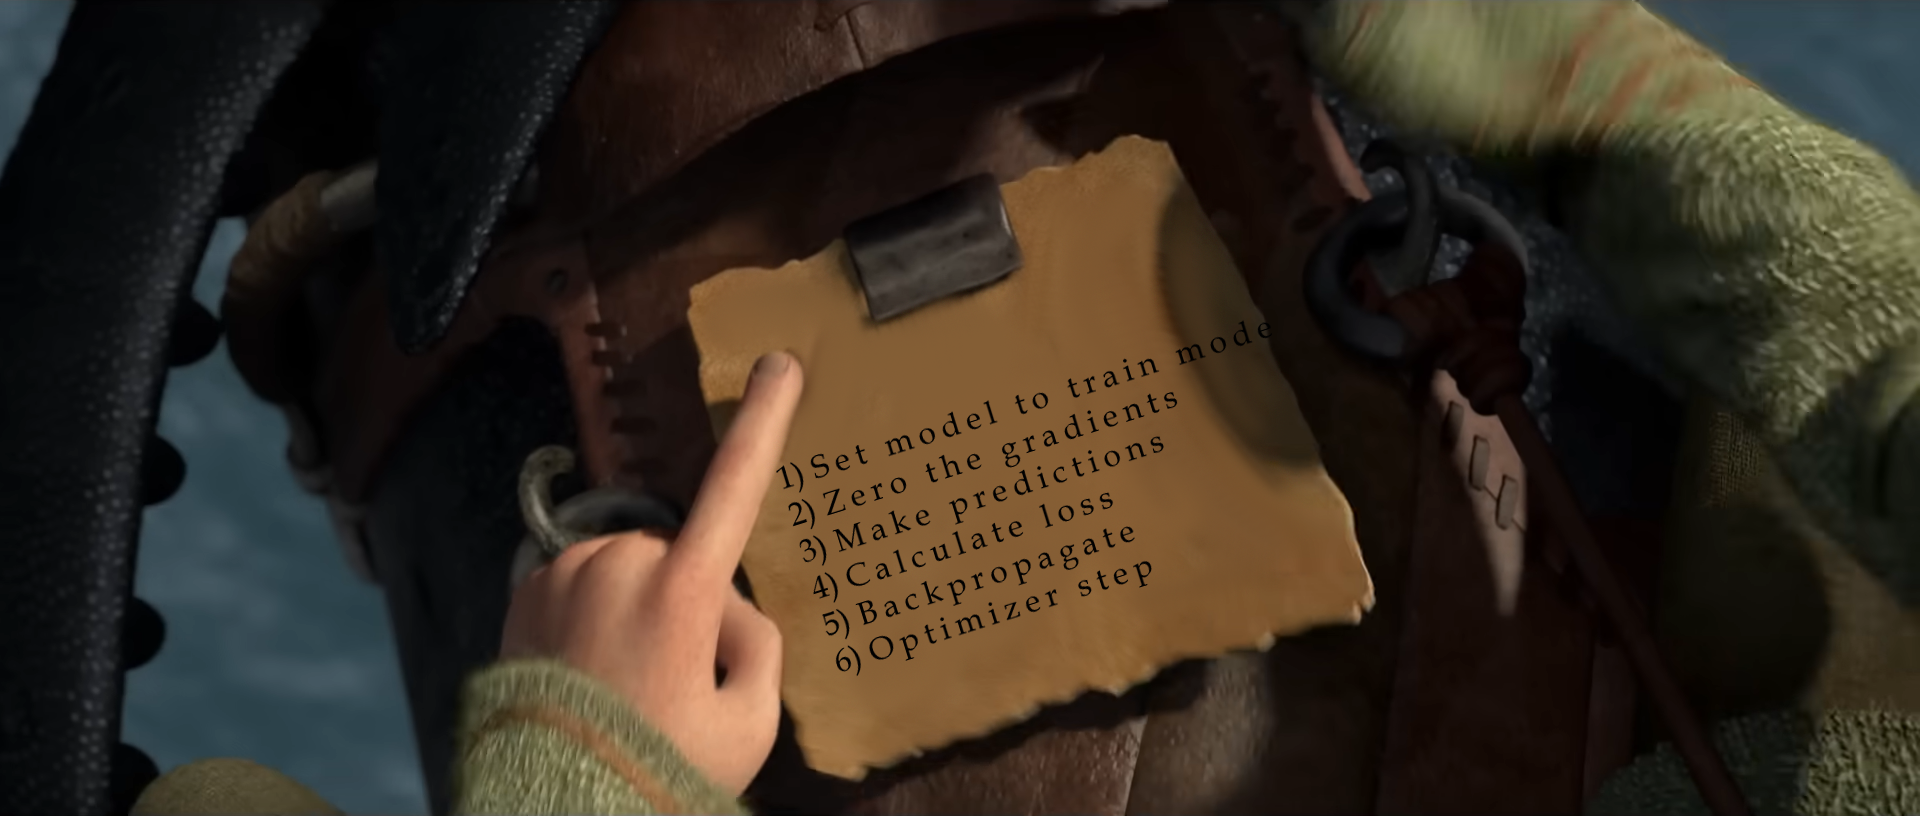 1) Set model to train mode
2) Zero the gradients
3) Make predictions
4) Calculate loss
5) Backpropagate
6) Optimizer step